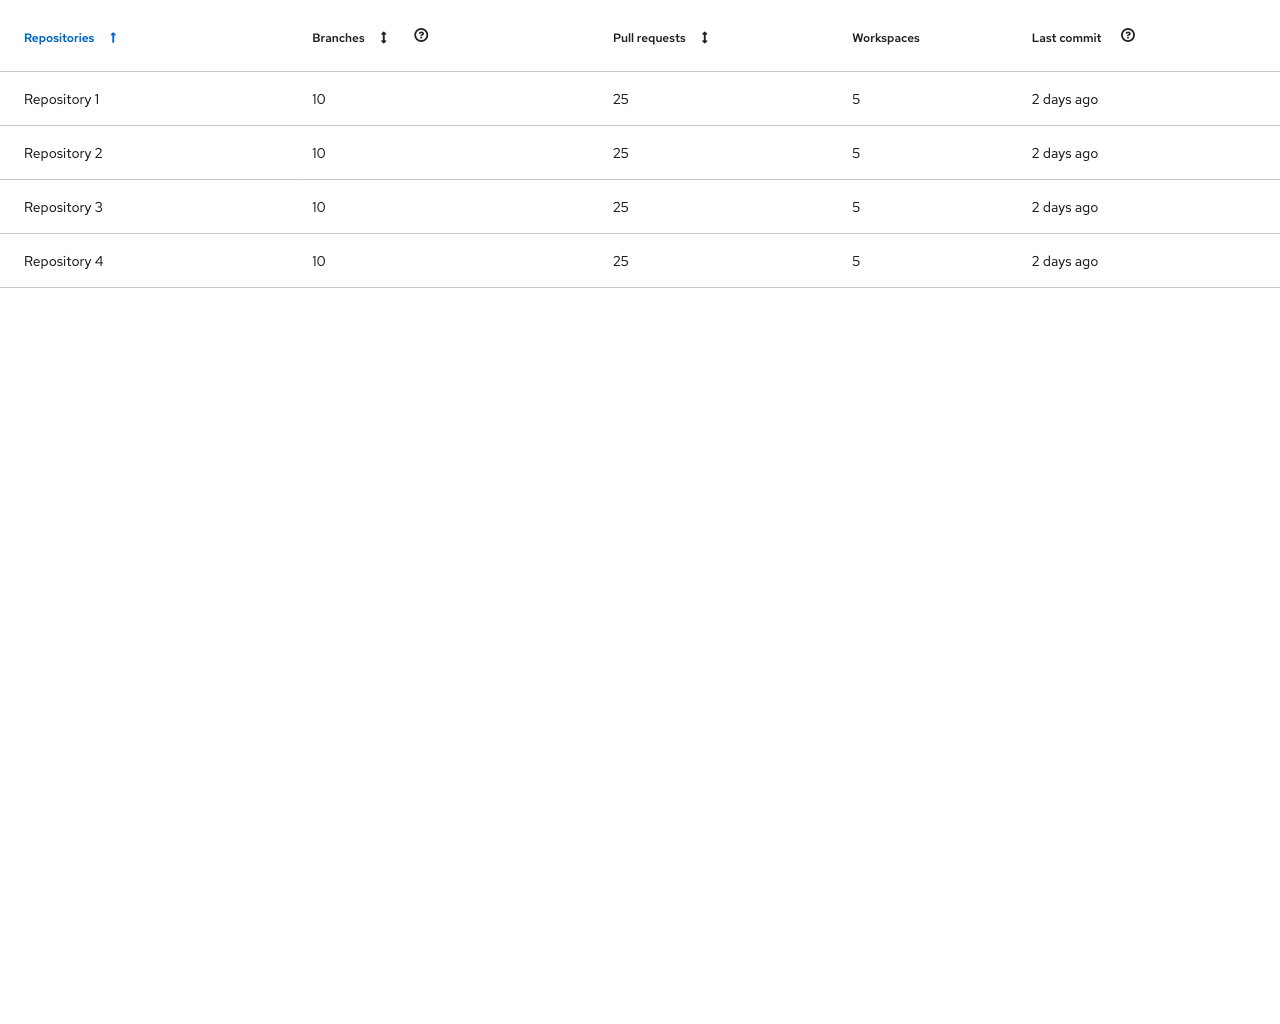 Repositories Branches Pull requests Workspaces Last commit
Repository 1 10 25 5 2 days ago
Repository 2 10 25 5 2 days ago
Repository 3 10 25 5 2 days ago
Repository 4 10 25 5 2 days ago